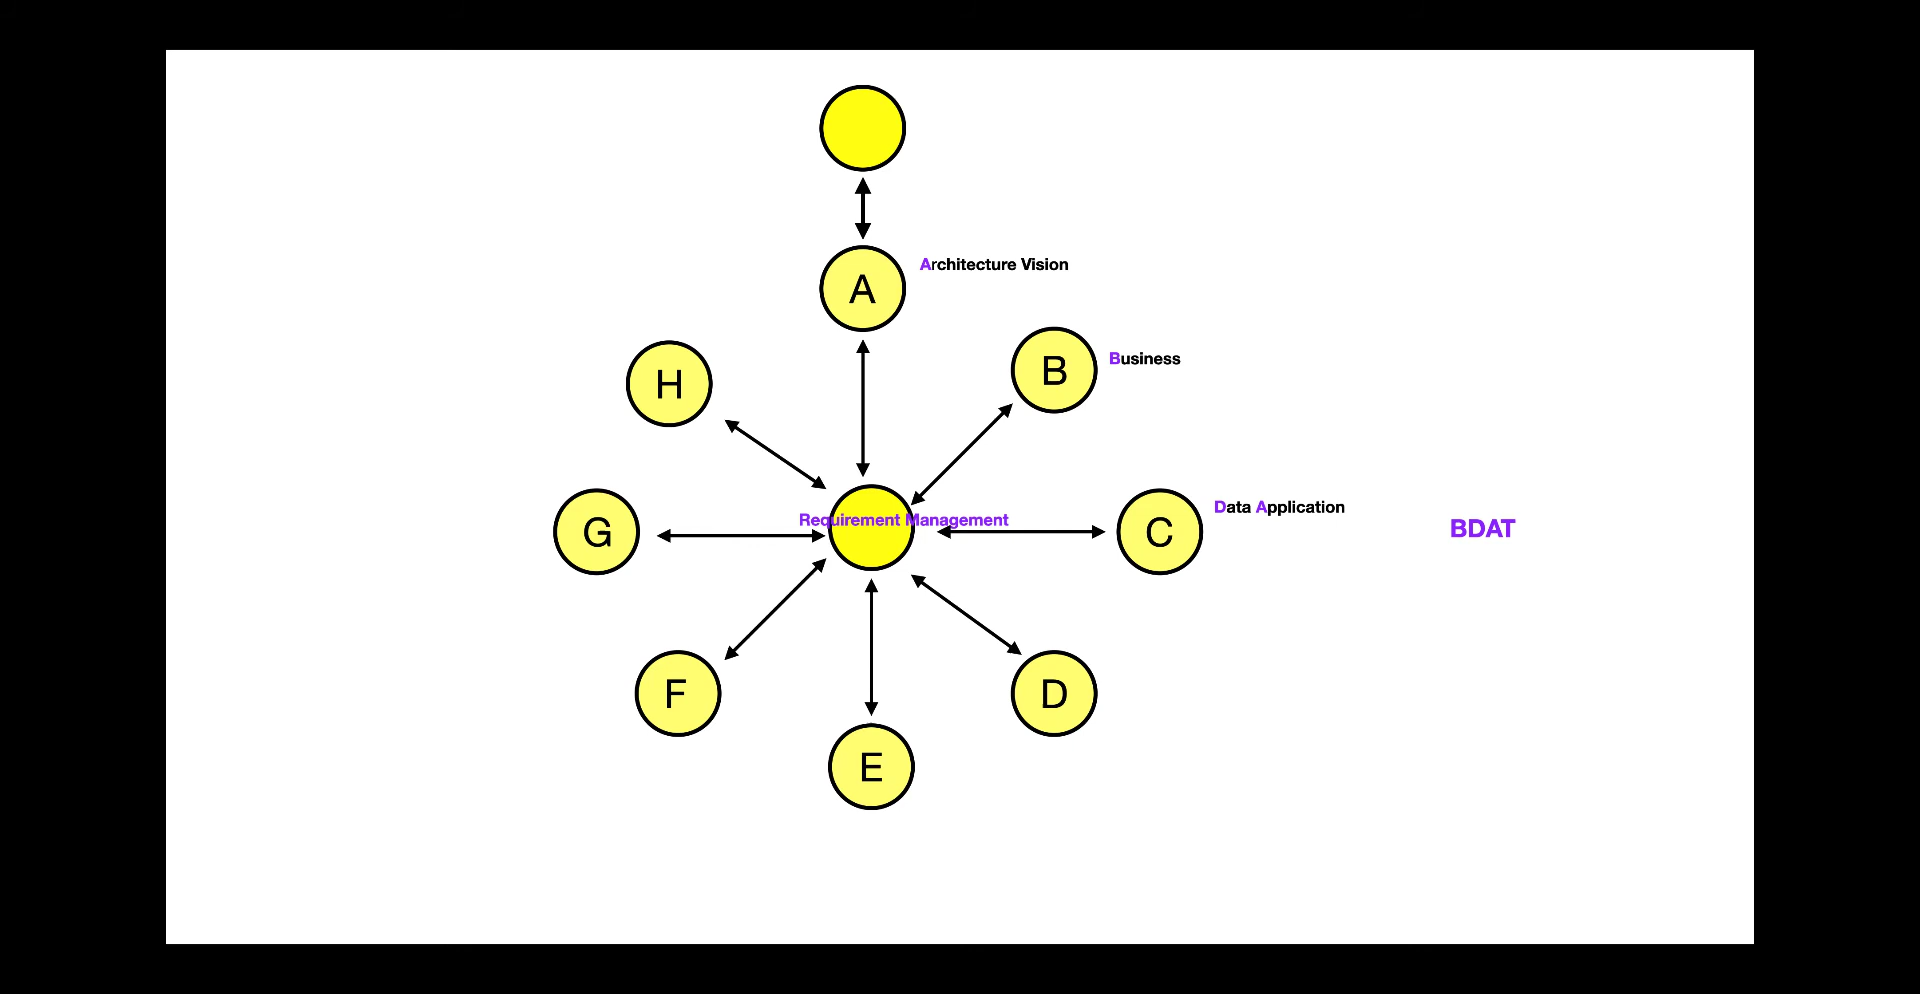 A
Architecture Vision
H
B
Business
G
Requirement Management
C
Data Application
BDAT
F
D
E